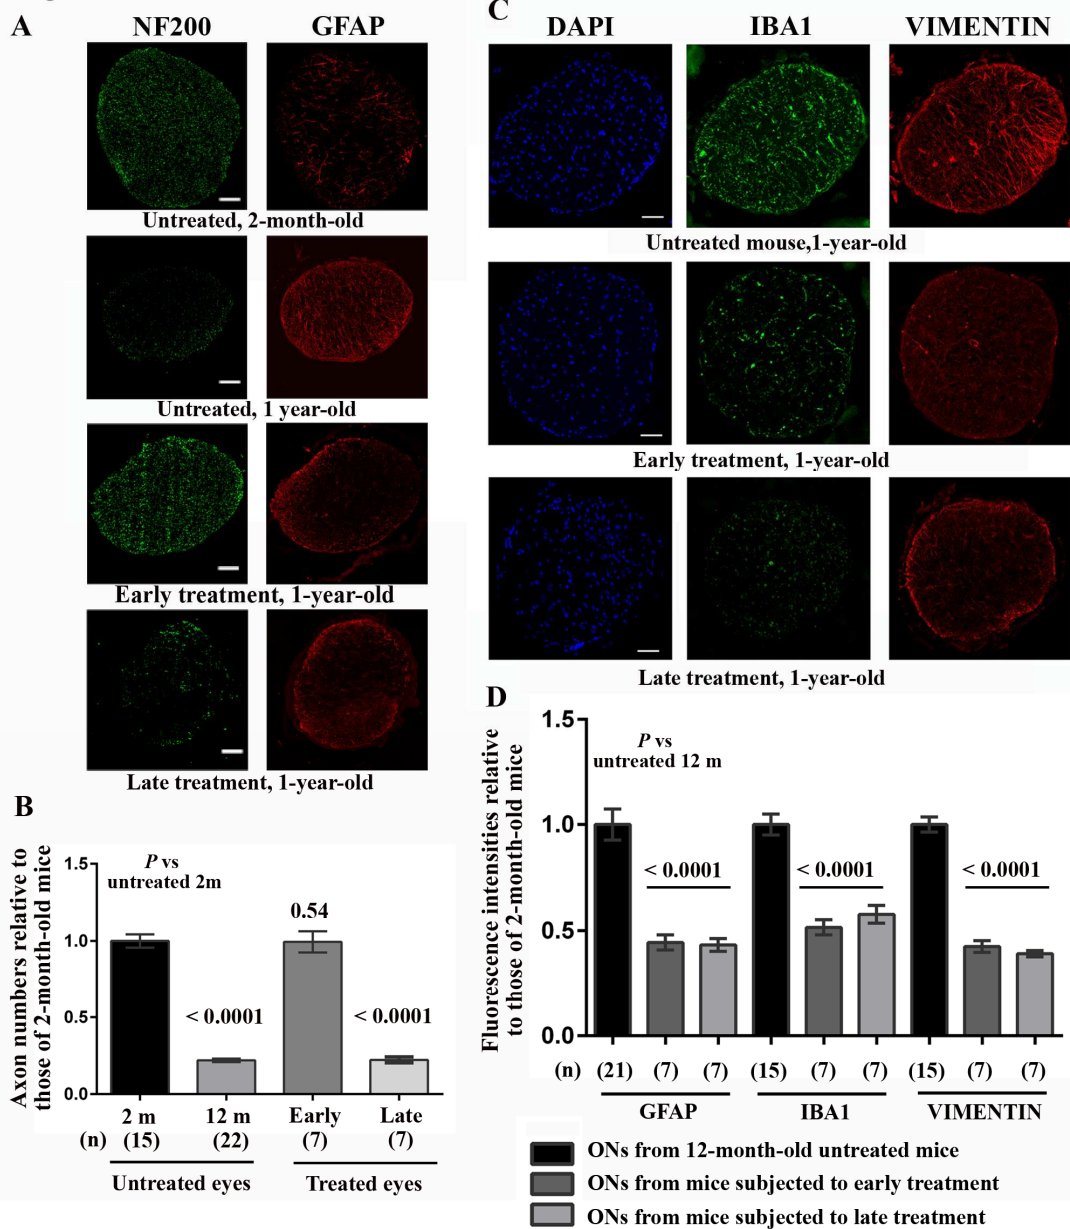 A
NF200 GFAP
Untreated, 2-month-old
Untreated, 1 year-old
Early treatment, 1-year-old
Late treatment, 1-year-old
B
Axon numbers relative to
those of 2-month-old mice
1.5
1.0
0.5
0.0
P vs
untreated 2m
< 0.0001
0.54
< 0.0001
2 m 12 m Early Late
(n) (15) (22) (7) (7)
Untreated eyes Treated eyes
C
DAPI IBA1 VIMENTIN
Untreated mouse,1-year-old
Early treatment, 1-year-old
Late treatment, 1-year-old
D
Fluorescence intensities relative
to those of 2-month-old mice
1.5
1.0
0.5
0.0
P vs
untreated 12 m
< 0.0001 < 0.0001 < 0.0001
(n) (21) (7) (7) (15) (7) (7) (15) (7) (7)
GFAP IBA1 VIMENTIN
ONs from 12-month-old untreated mice
ONs from mice subjected to early treatment
ONs from mice subjected to late treatment